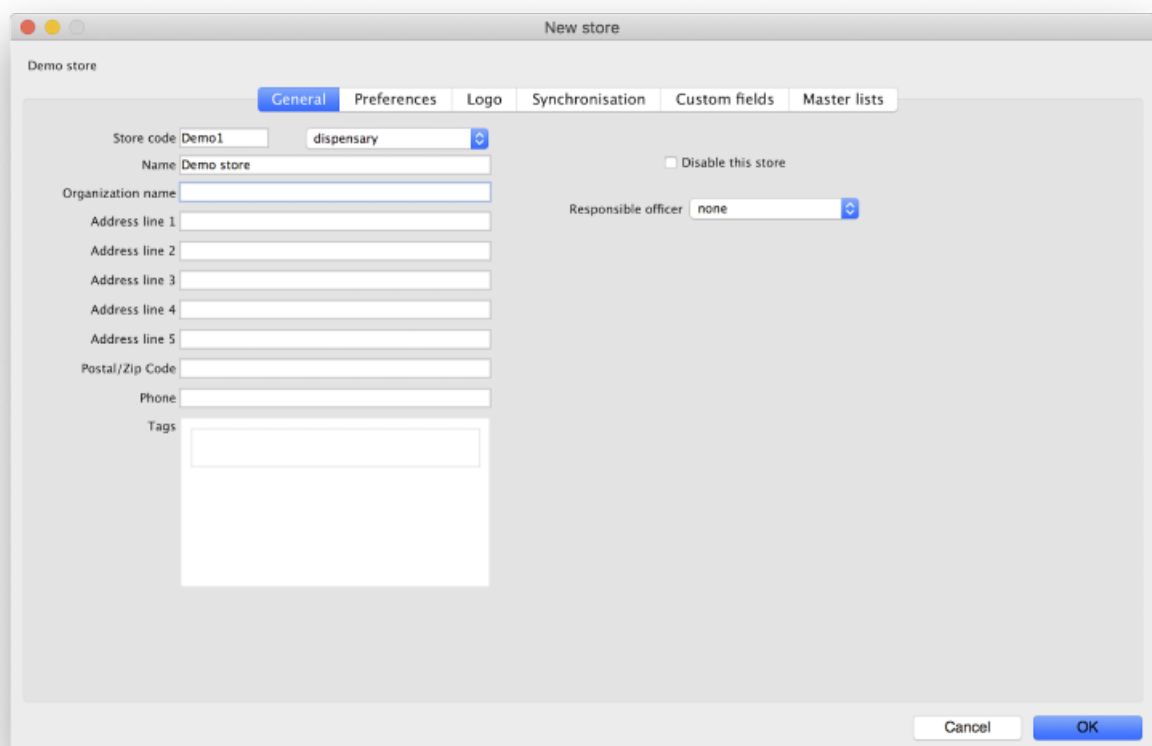 New store
Demo store
General Preferences Logo Synchronisation Custom fields Master lists
Store code Demo1 dispensary
Name Demo store
Disable this store
Organization name
Responsible officer none
Address line 1
Address line 2
Address line 3
Address line 4
Address line 5
Postal/Zip Code
Phone
Tags
Cancel OK